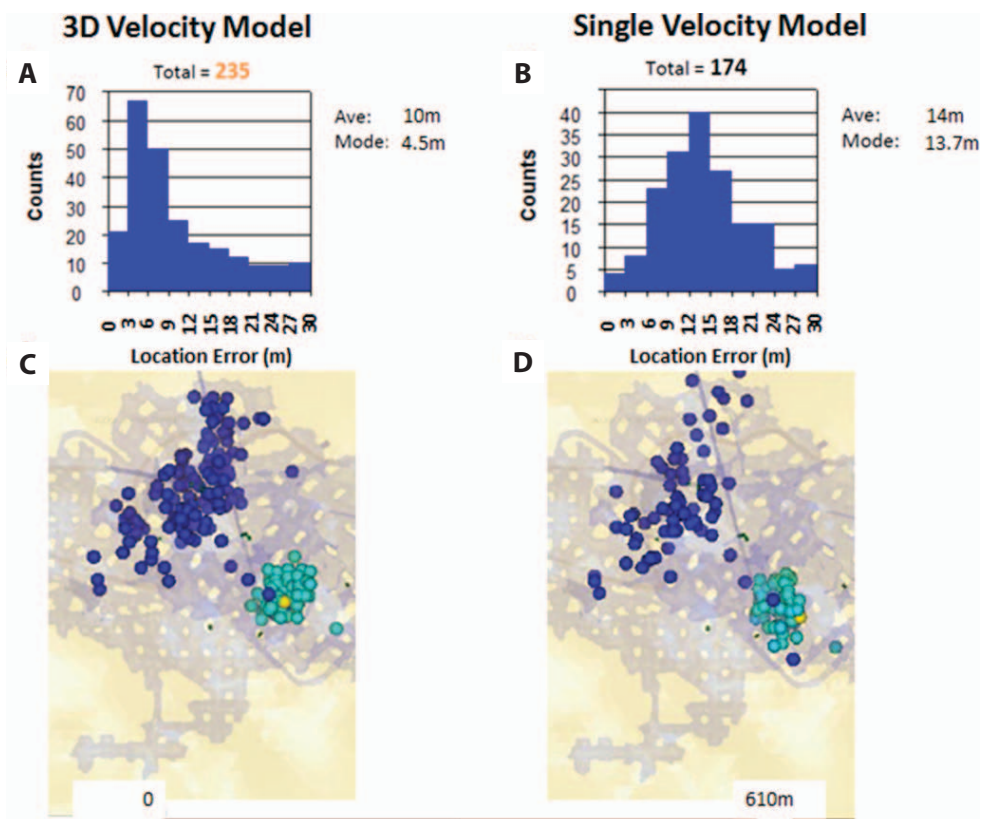 3D Velocity Model
A
Total = 235
70
60
50
40
30
20
10
0
Counts
Ave: 10m
Mode: 4.5m
0 3 6 9 12 15 18 21 24 27 30
Location Error (m)
Single Velocity Model
B
Total = 174
40
35
30
25
20
15
10
5
0
Counts
Ave: 14m
Mode: 13.7m
0 3 6 9 12 15 18 21 24 27 30
Location Error (m)
C
D
0
610m